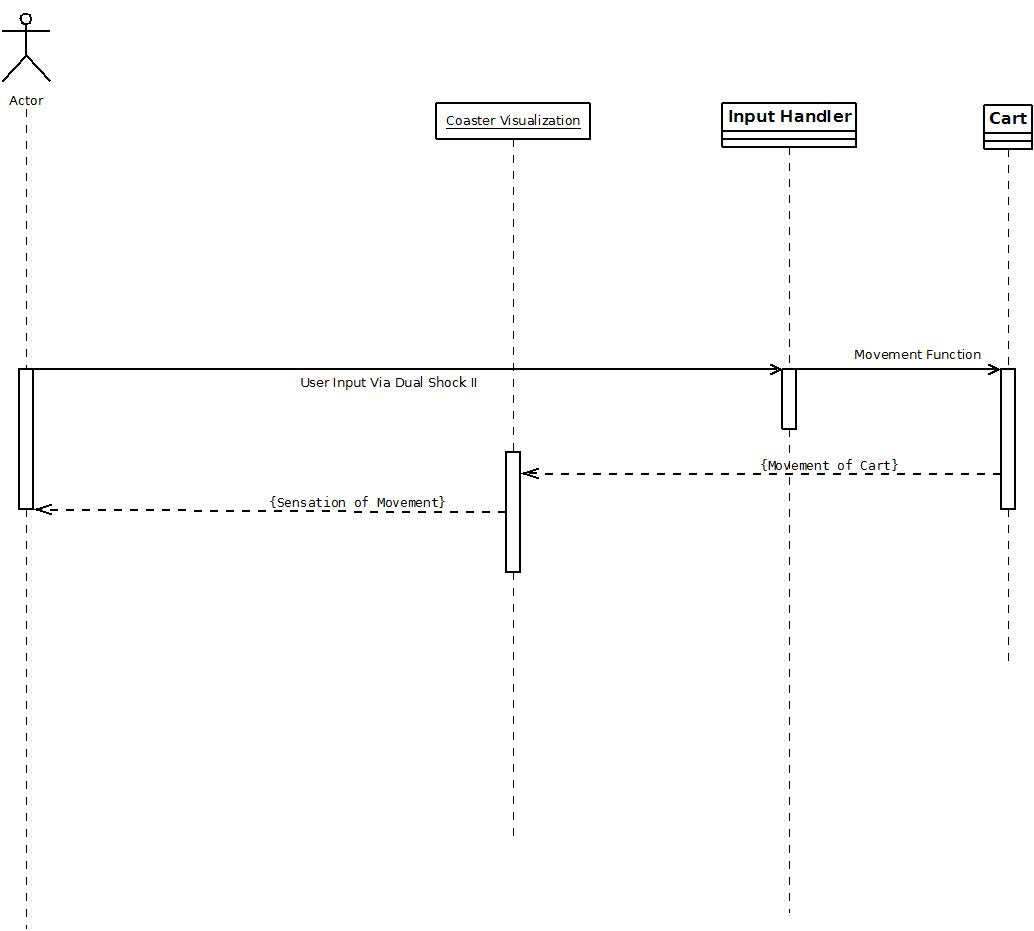 Actor
Coaster Visualization
Input Handler
Cart
Movement Function
User Input Via Dual Shock II
{Movement of Cart}
{Sensation of Movement}